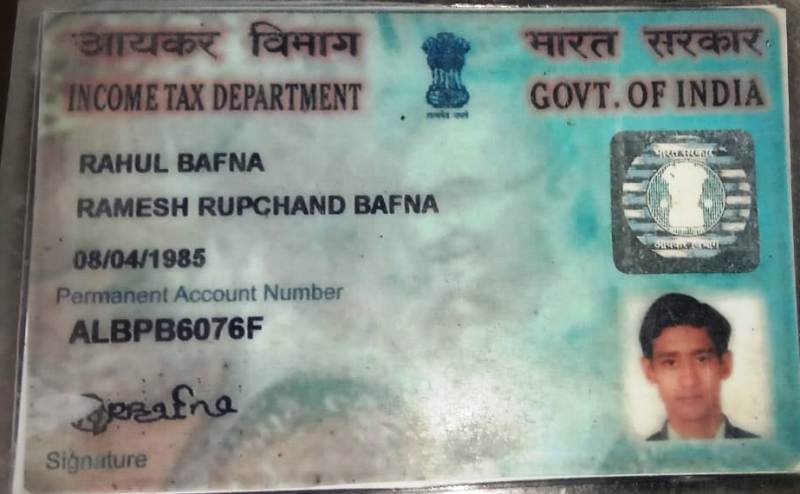 आयकर विभाग भारत सरकार
INCOME TAX DEPARTMENT GOVT. OF INDIA
सत्यमेव जयते
RAHUL BAFNA
भारत सरकार
RAMESH RUPCHAND BAFNA
आयकर विभाग
08/04/1985
Permanent Account Number
ALBPB6076F
Signature